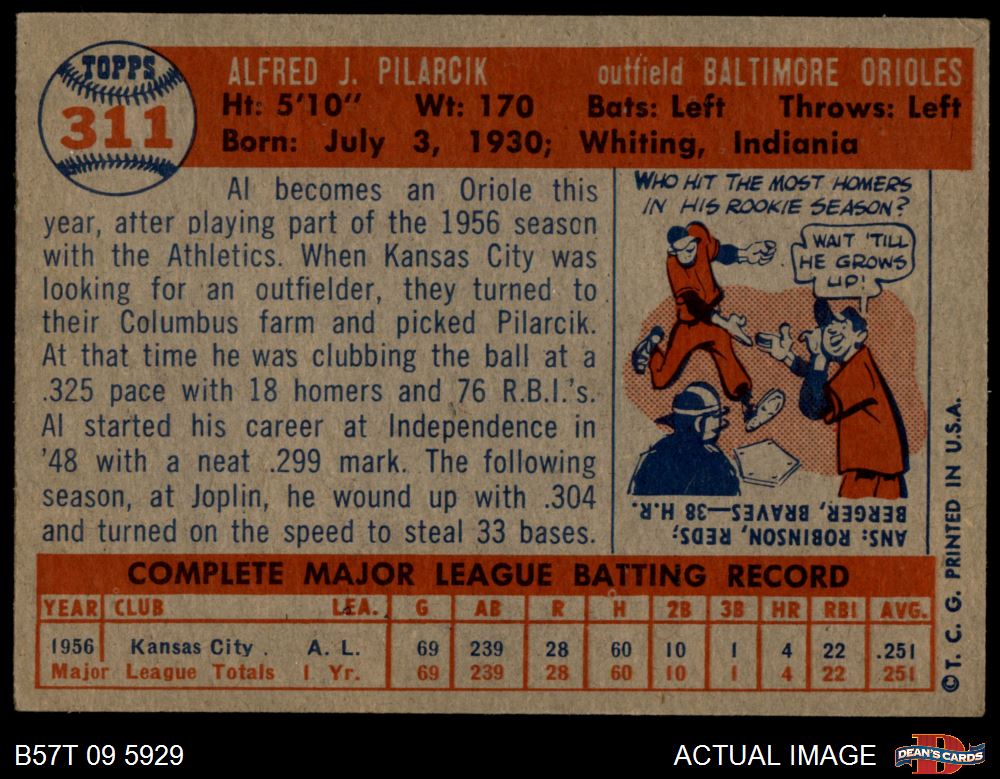 TOPPS
311
ALFRED J. PILARCIK outfield BALTIMORE ORIOLES
Ht: 5'10" Wt: 170 Bats: Left Throws: Left
Born: July 3, 1930; Whiting, Indiania
Al becomes an Oriole this
year, after playing part of the 1956 season
with the Athletics. When Kansas City was
looking for an outfielder, they turned to
their Columbus farm and picked Pilarcik.
At that time he was clubbing the ball at a
.325 pace with 18 homers and 76 R.B.I.'s.
Al started his career at Independence in
'48 with a neat .299 mark. The following
season, at Joplin, he wound up with .304
and turned on the speed to steal 33 bases.
WHO HIT THE MOST HOMERS
IN HIS ROOKIE SEASON?
WAIT 'TILL
HE GROWS
UP!
ANS: ROBINSON, REDS;
BERGER, BRAVES—38 H.R.
COMPLETE MAJOR LEAGUE BATTING RECORD
YEAR CLUB LEA. G AB R H 2B 3B HR RBI AVG.
1956 Kansas City . A. L. 69 239 28 60 10 1 4 22 .251
Major League Totals 1 Yr. 69 239 28 60 10 1 4 22 251
©T. C. G. PRINTED IN U.S.A.
B57T 09 5929 ACTUAL IMAGE
DEAN'S CARDS